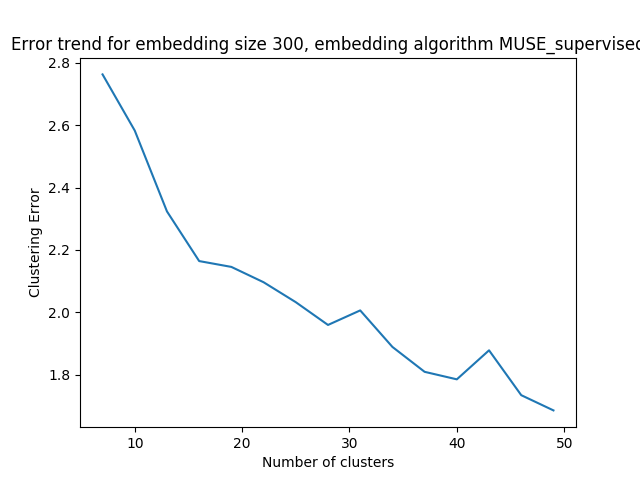 Error trend for embedding size 300, embedding algorithm MUSE_supervised
2.8
2.6
2.4
2.2
2.0
1.8
Clustering Error
10 20 30 40 50
Number of clusters